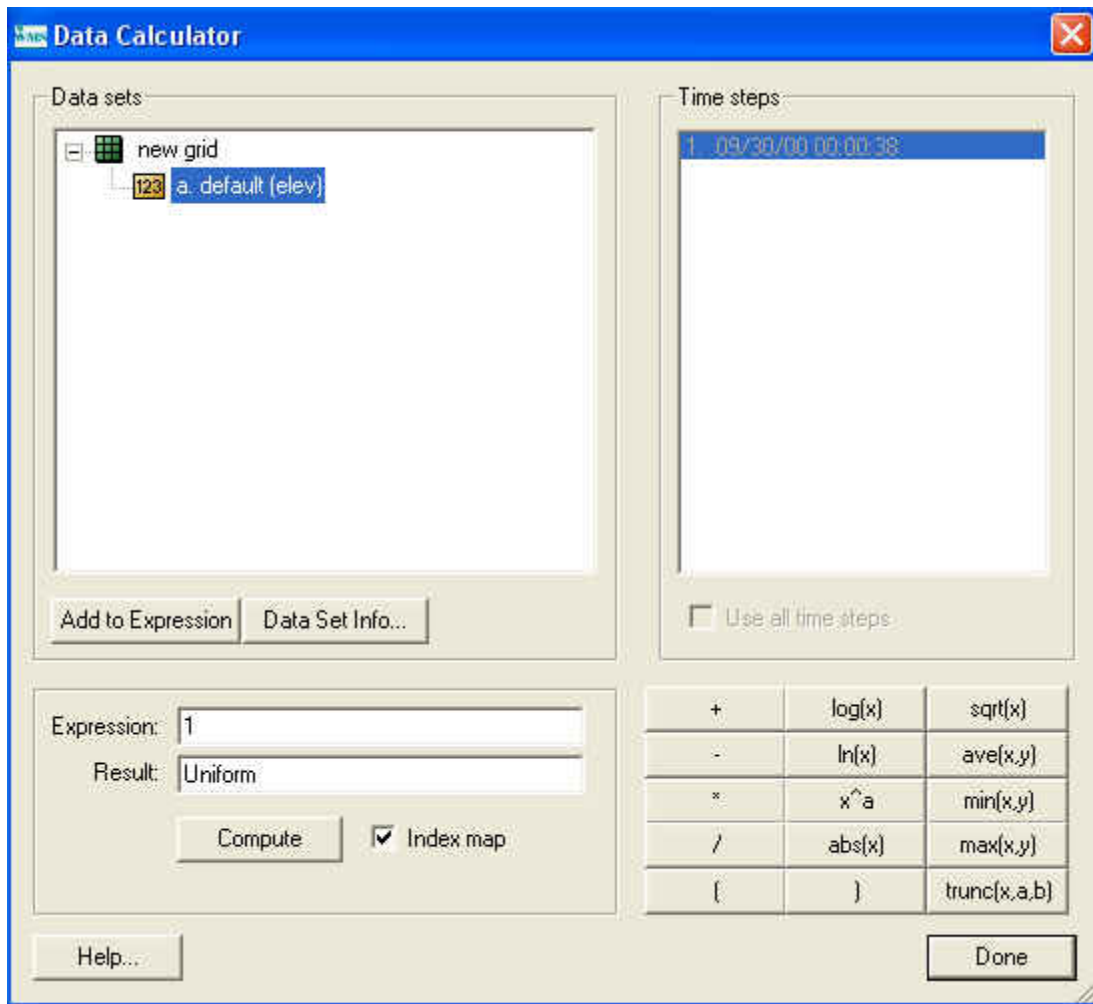 WMS Data Calculator
Data sets
new grid
123 a. default (elev)
Add to Expression Data Set Info...
Time steps
1...09/30/00 00:00:38
Use all time steps
Expression: 1
Result: Uniform
Compute Index map
+ log(x) sqrt(x)
- ln(x) ave(x,y)
* x^a min(x,y)
/ abs(x) max(x,y)
( ) trunc(x,a,b)
Help... Done